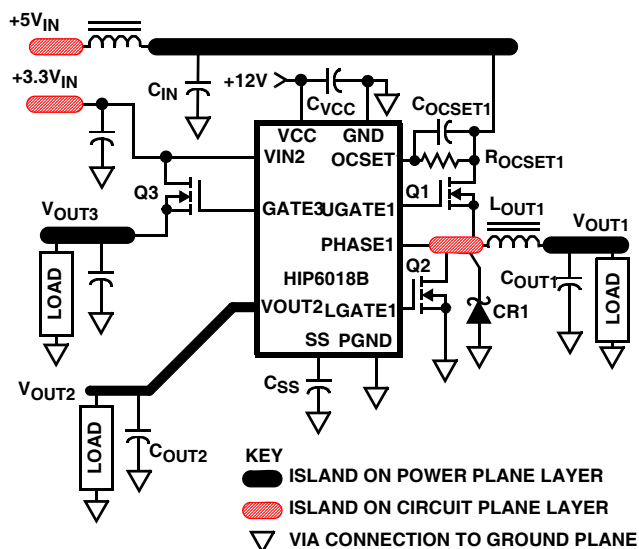 +5VIN
+3.3VIN
CIN
+12V
CVCC
COCSET1
VCC
GND
VIN2
OCSET
ROCSET1
Q3
GATE3
UGATE1
Q1
LOUT1
VOUT3
PHASE1
VOUT1
LOAD
HIP6018B
Q2
COUT1
LOAD
VOUT2
LGATE1
CR1
SS
PGND
VOUT2
CSS
LOAD
COUT2
KEY
ISLAND ON POWER PLANE LAYER
ISLAND ON CIRCUIT PLANE LAYER
VIA CONNECTION TO GROUND PLANE